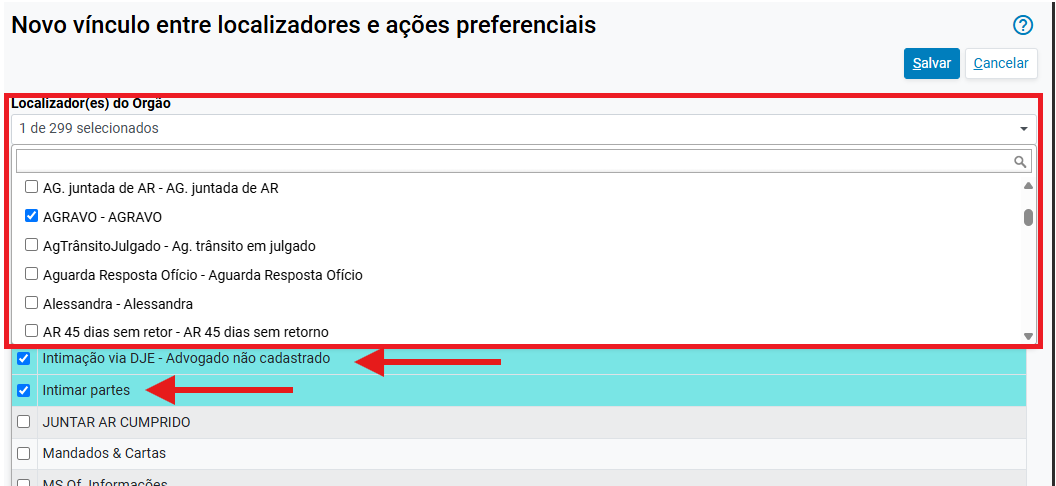 Novo vínculo entre localizadores e ações preferenciais
?
Salvar Cancelar
Localizador(es) do Órgão
1 de 299 selecionados
AG. juntada de AR - AG. juntada de AR
AGRAVO - AGRAVO
AgTrânsitoJulgado - Ag. trânsito em julgado
Aguarda Resposta Ofício - Aguarda Resposta Ofício
Alessandra - Alessandra
AR 45 dias sem retor - AR 45 dias sem retorno
Intimação via DJE - Advogado não cadastrado
Intimar partes
JUNTAR AR CUMPRIDO
Mandados & Cartas
MS Of. Informações